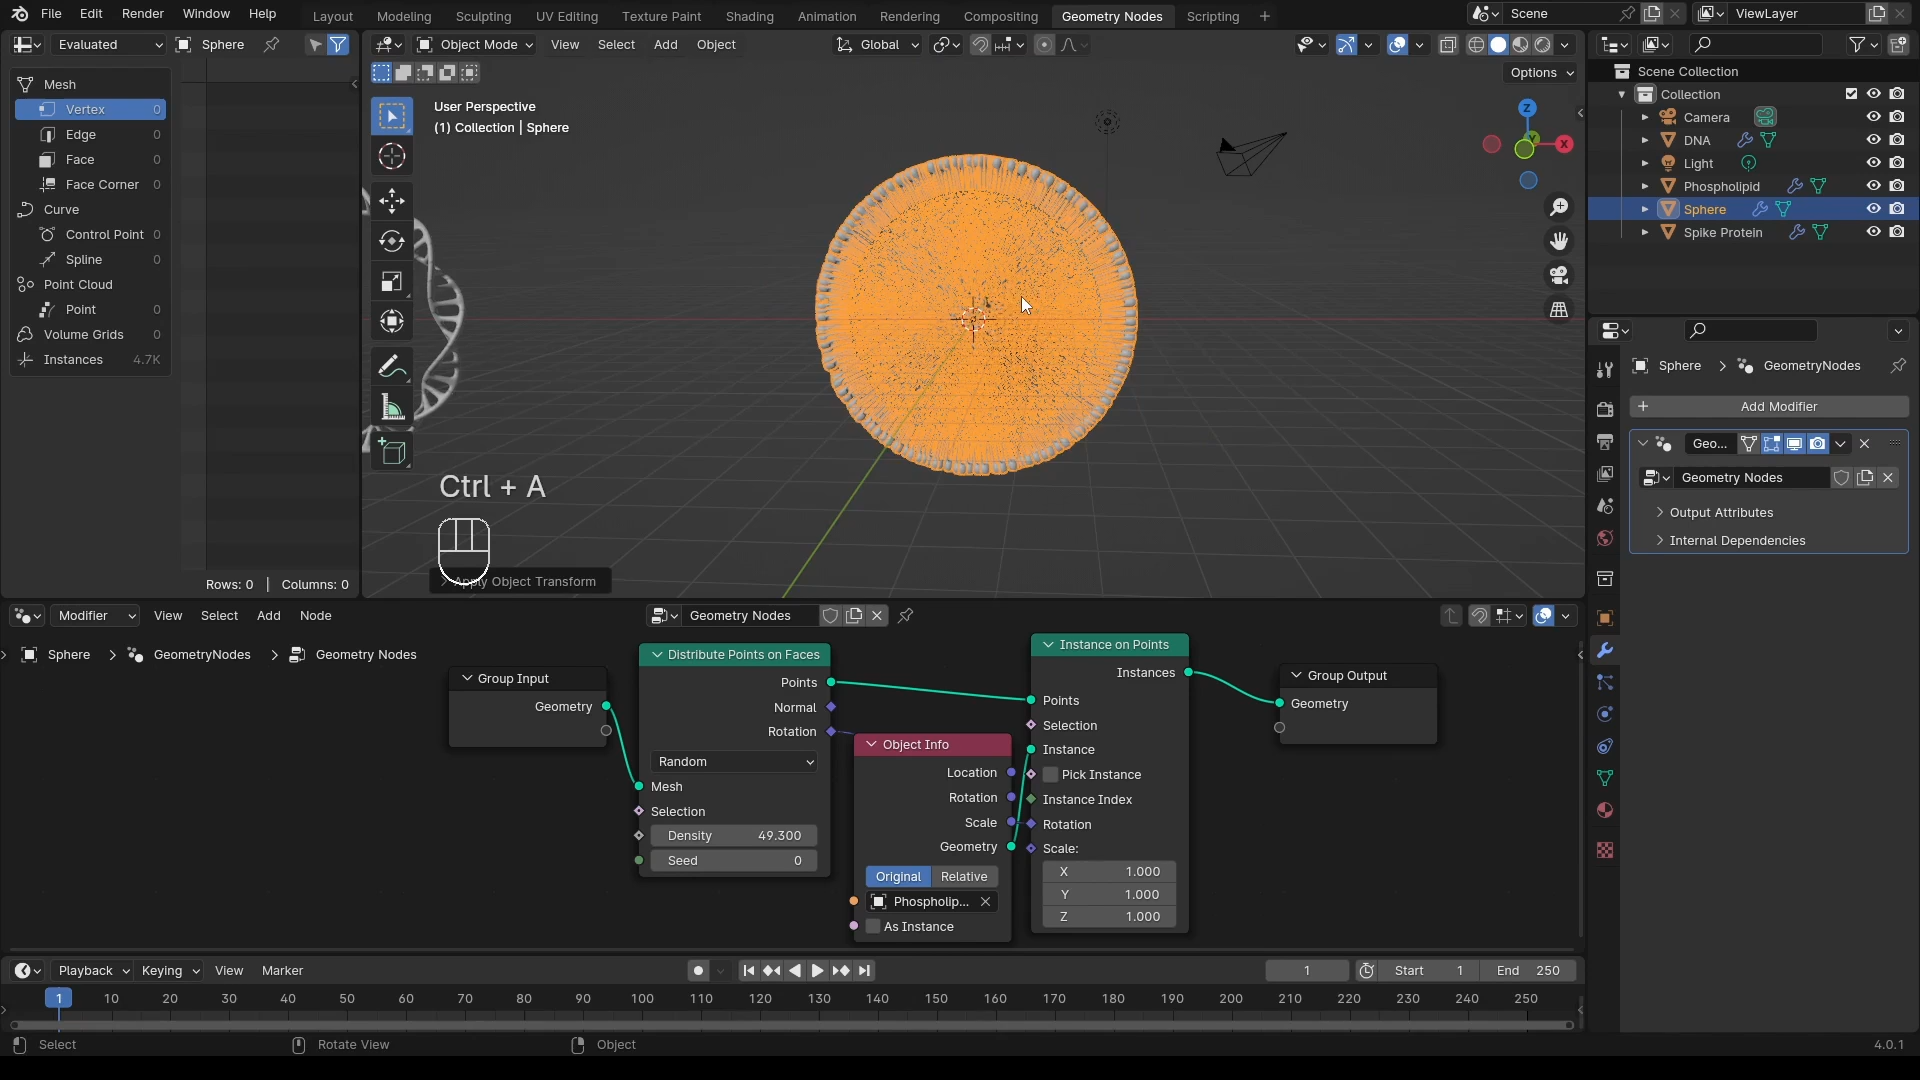 File Edit Render Window Help Layout Modeling Sculpting UV Editing Texture Paint Shading Animation Rendering Compositing Geometry Nodes Scripting Scene ViewLayer
Evaluated Sphere
Object Mode View Select Add Object Global
Options
Mesh
Vertex 0
Edge 0
Face 0
Face Corner 0
Curve
Control Point 0
Spline 0
Point Cloud
Point 0
Volume Grids 0
Instances 4.7K
Rows: 0 | Columns: 0
User Perspective
(1) Collection | Sphere
Z
Y
X
Ctrl + A
Apply Object Transform
Scene Collection
Collection
Camera
DNA
Light
Phospholipid
Sphere
Spike Protein
Sphere > GeometryNodes
Add Modifier
Geo...
Geometry Nodes
Output Attributes
Internal Dependencies
Modifier View Select Add Node Geometry Nodes
Sphere > GeometryNodes > Geometry Nodes
Group Input
Geometry
Distribute Points on Faces
Points
Normal
Rotation
Random
Mesh
Selection
Density 49.300
Seed 0
Object Info
Location
Rotation
Scale
Geometry
Original Relative
Phospholip...
As Instance
Instance on Points
Instances
Points
Selection
Instance
Pick Instance
Instance Index
Rotation
Scale:
X 1.000
Y 1.000
Z 1.000
Group Output
Geometry
Playback Keying View Marker 1 Start 1 End 250
1 10 20 30 40 50 60 70 80 90 100 110 120 130 140 150 160 170 180 190 200 210 220 230 240 250
Select Rotate View Object 4.0.1